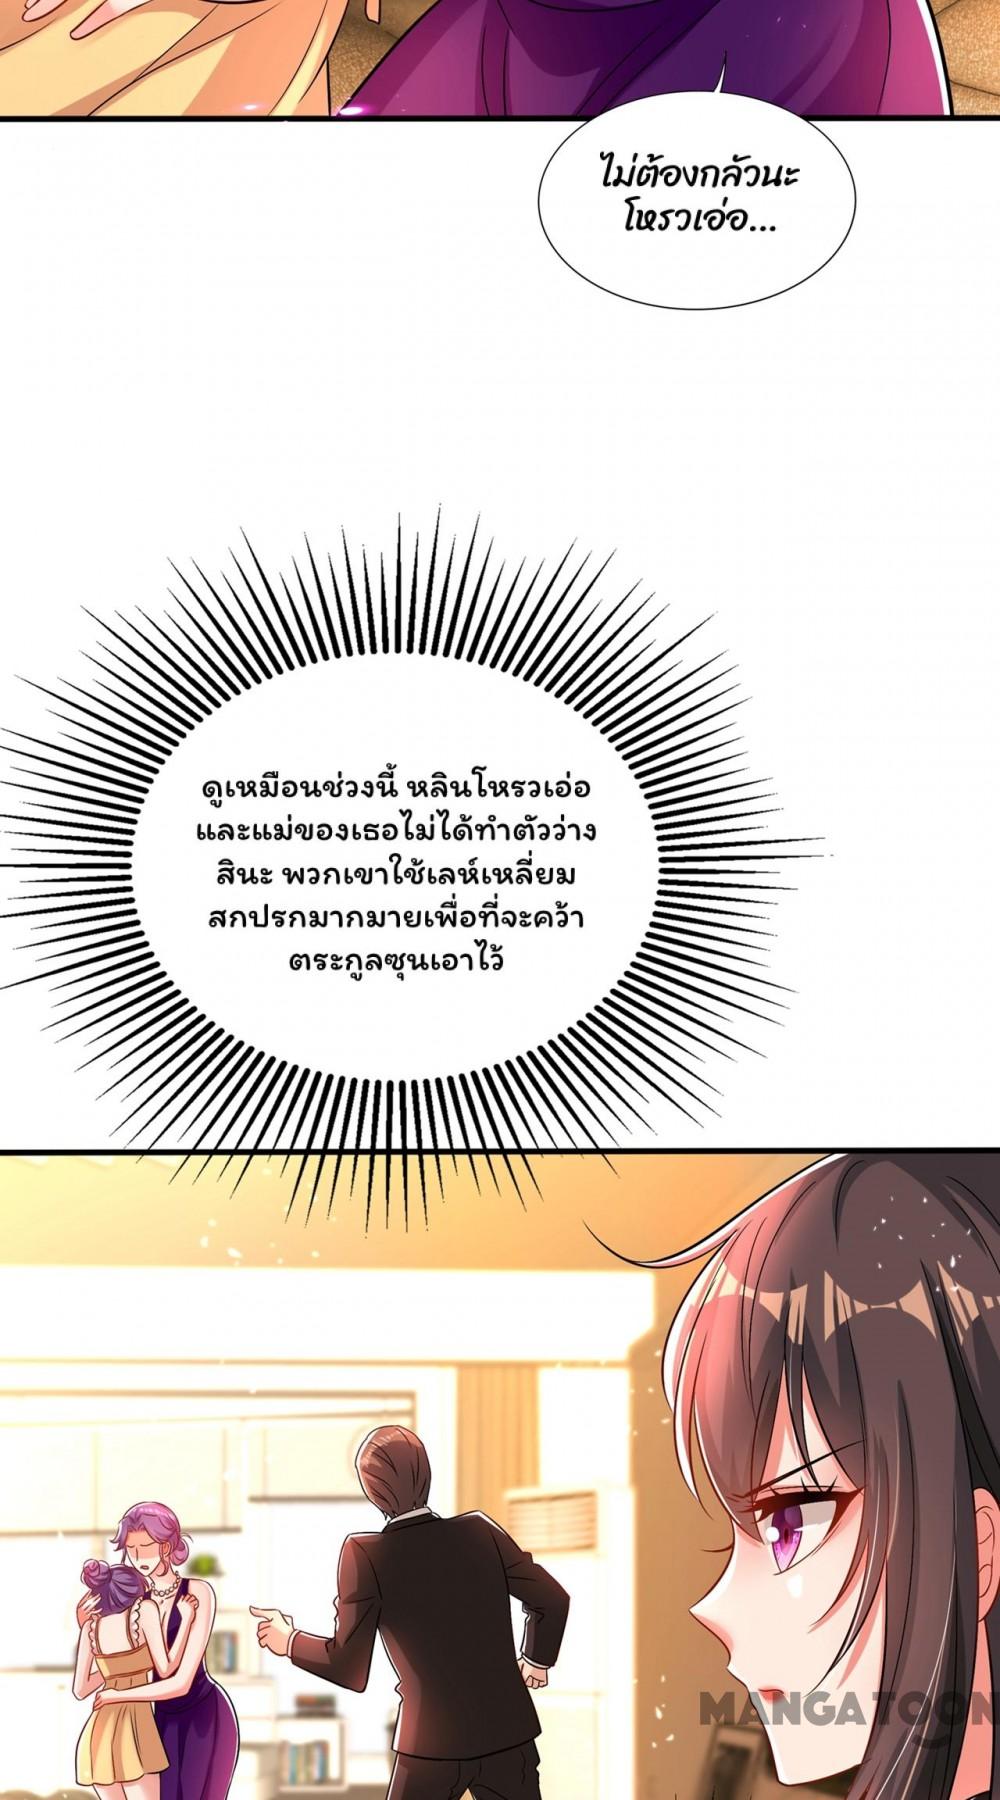 ไม่ต้องกลัวนะ
โหรวเอ๋อ...
ดูเหมือนช่วงนี้ หลินโหรวเอ๋อ
และแม่ของเธอไม่ได้ทำตัวว่าง
สินะ พวกเขาใช้เลห์เหลี่ยม
สกปรกมากมายเพื่อที่จะคว้า
ตระกูลซุนเอาไว้
MANGATOON